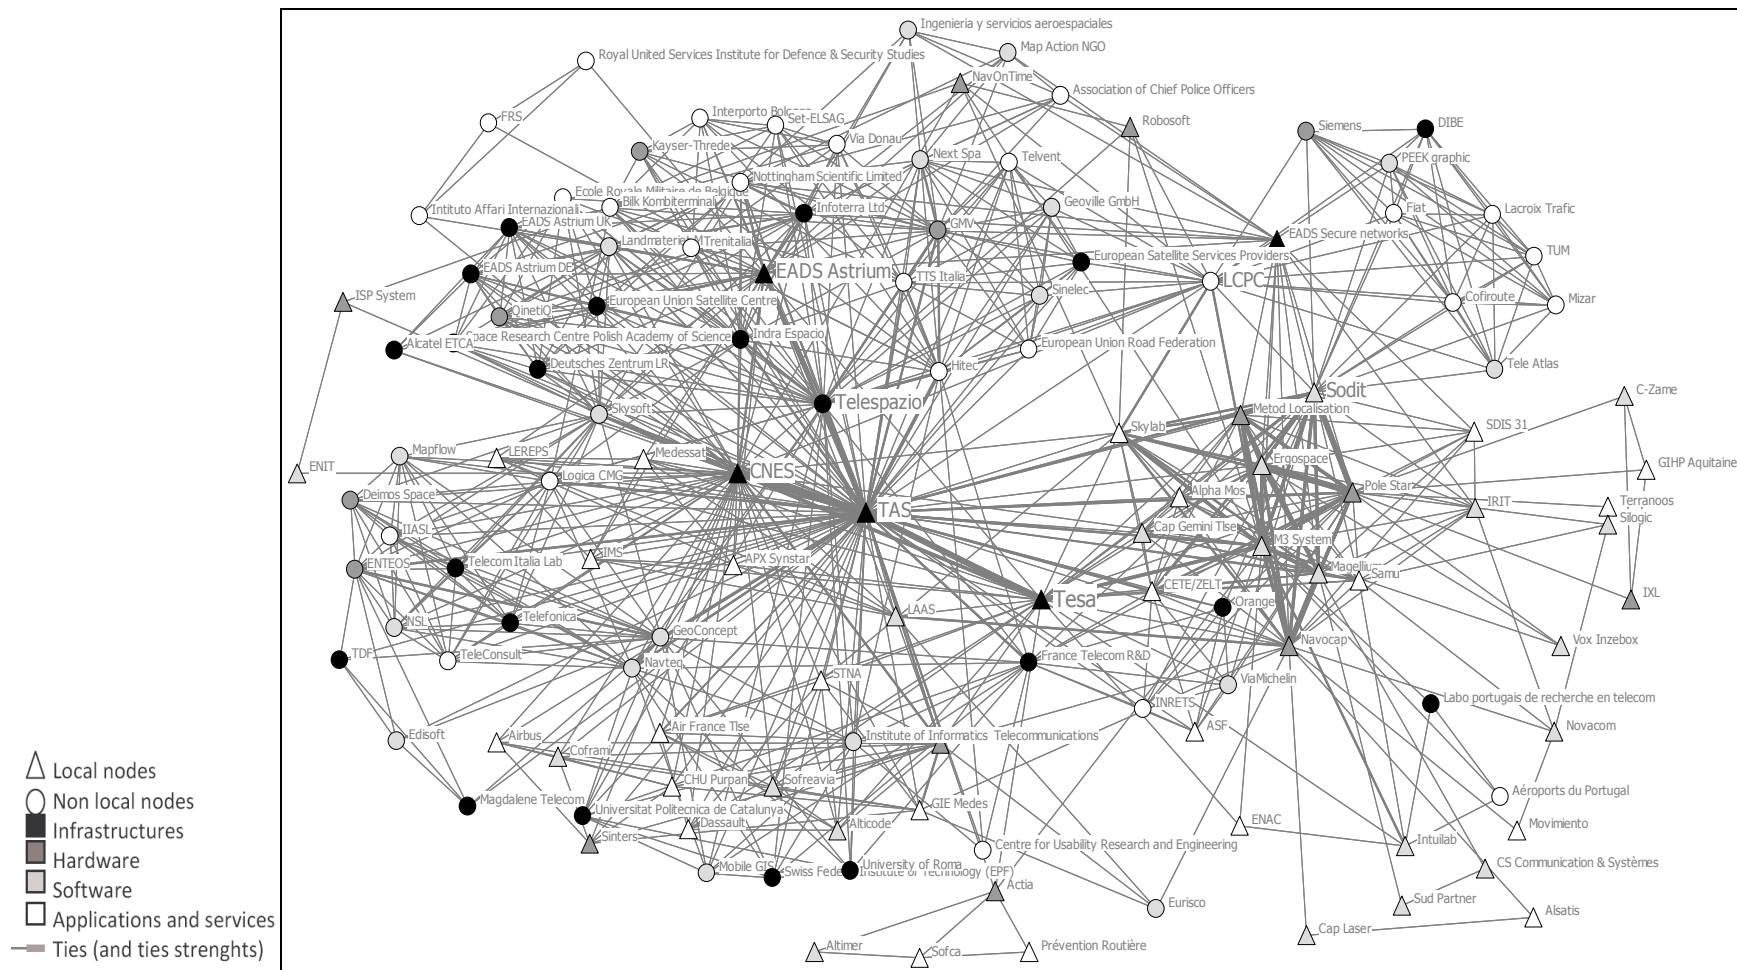 Ingenieria y servicios aeroespaciales
Map Action NGO
Royal United Services Institute for Defence & Security Studies
NavOnTime
Association of Chief Police Officers
FRS
Interporto
Set-ELSAG
Robosoft
Siemens
DIBE
Kayser-Threde
Via Donau
Next Spa
Telvent
PEEK graphic
Nottingham Scientific Limited
Ecole Royale Militaire de Belgique
Bilk Kombiterminal
Intituto Affari Internazionali
EADS Astrium UK
Infoterra Ltd
GMV
Geoville GmbH
Fiat
Lacroix Trafic
EADS Secure networks
Trenitalia
TUM
EADS Astrium DE
EADS Astrium
European Satellite Services Providers
TTS Italia
LCPC
ISP System
European Union Satellite Centre
Sinelec
Cofiroute
Mizar
QinetiQ
Alcatel ETCA
Space Research Centre Polish Academy of Science
Indra Espacio
European Union Road Federation
Deutsches Zentrum LR
Hitec
Tele Atlas
Skysoft
Telespazio
Sodit
Metod Localisation
C-Zame
Mapflow
LEREPS
Medessat
Skylab
SDIS 31
ENIT
Logica CMG
CNES
Ergospace
GIHP Aquitaine
Deimos Space
Alpha Mos
Pole Star
TAS
IRIT
Terranoos
Silogic
IIASL
Cap Gemini Tlse
M3 System
ENTEOS
Telecom Italia Lab
IMS
APX Synstar
Magellium
Samu
CETE/ZELT
Tesa
Orange
IXL
NSL
Telefonica
LAAS
GeoConcept
Navocap
Vox Inzebox
TDF
TeleConsult
Navteq
France Telecom R&D
STNA
ViaMichelin
Labo portugais de recherche en telecom
INRETS
Edisoft
Airbus
Air France Tlse
Institute of Informatics
Telecommunications
ASF
Novacom
Coframi
CHU Purpan
Sofreavia
Magdalene Telecom
Universitat Politecnica de Catalunya
GIE Medes
Aéroports du Portugal
Sinters
Dassault
Alticode
ENAC
Movimiento
Centre for Usability Research and Engineering
Intuilab
Mobile GIS
Swiss Federal Institute of Technology (EPF)
University of Roma
CS Communication & Systèmes
Actia
Eurisco
Sud Partner
Alsatis
Cap Laser
Altimer
Sofca
Prévention Routière
Local nodes
Non local nodes
Infrastructures
Hardware
Software
Applications and services
Ties (and ties strenghts)